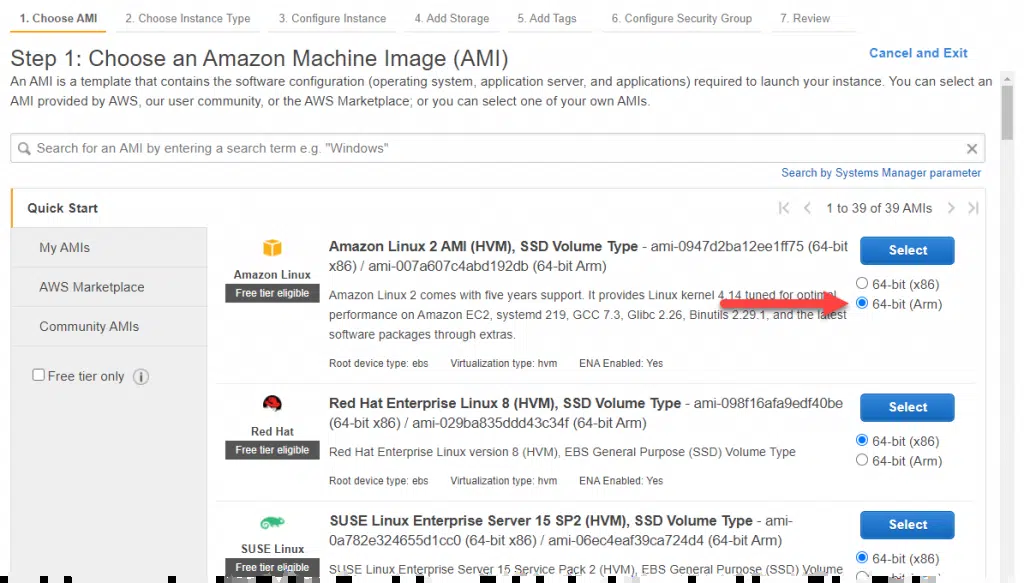 1. Choose AMI 2. Choose Instance Type 3. Configure Instance 4. Add Storage 5. Add Tags 6. Configure Security Group 7. Review
Step 1: Choose an Amazon Machine Image (AMI)
Cancel and Exit
An AMI is a template that contains the software configuration (operating system, application server, and applications) required to launch your instance. You can select an
AMI provided by AWS, our user community, or the AWS Marketplace; or you can select one of your own AMIs.
Search for an AMI by entering a search term e.g. "Windows"
Search by Systems Manager parameter
Quick Start
1 to 39 of 39 AMIs
My AMIs
AWS Marketplace
Community AMIs
Free tier only
Amazon Linux
Free tier eligible
Amazon Linux 2 AMI (HVM), SSD Volume Type - ami-0947d2ba12ee1ff75 (64-bit
x86) / ami-007a607c4abd192db (64-bit Arm)
Amazon Linux 2 comes with five years support. It provides Linux kernel 4.14 tuned for optimal
performance on Amazon EC2, systemd 219, GCC 7.3, Glibc 2.26, Binutils 2.29.1, and the latest
software packages through extras.
Root device type: ebs Virtualization type: hvm ENA Enabled: Yes
Select
64-bit (x86)
64-bit (Arm)
Red Hat
Free tier eligible
Red Hat Enterprise Linux 8 (HVM), SSD Volume Type - ami-098f16afa9edf40be
(64-bit x86) / ami-029ba835ddd43c34f (64-bit Arm)
Red Hat Enterprise Linux version 8 (HVM), EBS General Purpose (SSD) Volume Type
Root device type: ebs Virtualization type: hvm ENA Enabled: Yes
Select
64-bit (x86)
64-bit (Arm)
SUSE Linux
Free tier eligible
SUSE Linux Enterprise Server 15 SP2 (HVM), SSD Volume Type - ami-
0a782e324655d1cc0 (64-bit x86) / ami-06ec4eaf39ca724d4 (64-bit Arm)
SUSE Linux Enterprise Server 15 Service Pack 2 (HVM), EBS General Purpose (SSD) Volume
Select
64-bit (x86)